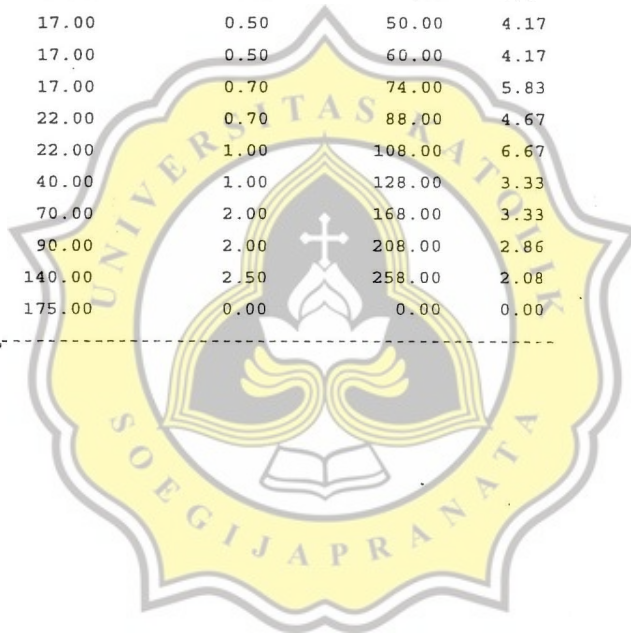 17.00 0.50 50.00 4.17
17.00 0.50 60.00 4.17
17.00 0.70 74.00 5.83
22.00 0.70 88.00 4.67
22.00 1.00 108.00 6.67
40.00 1.00 128.00 3.33
70.00 2.00 168.00 3.33
90.00 2.00 208.00 2.86
140.00 2.50 258.00 2.08
175.00 0.00 0.00 0.00
UNIVERSITAS KATOLIK
SOEGIJAPRANATA